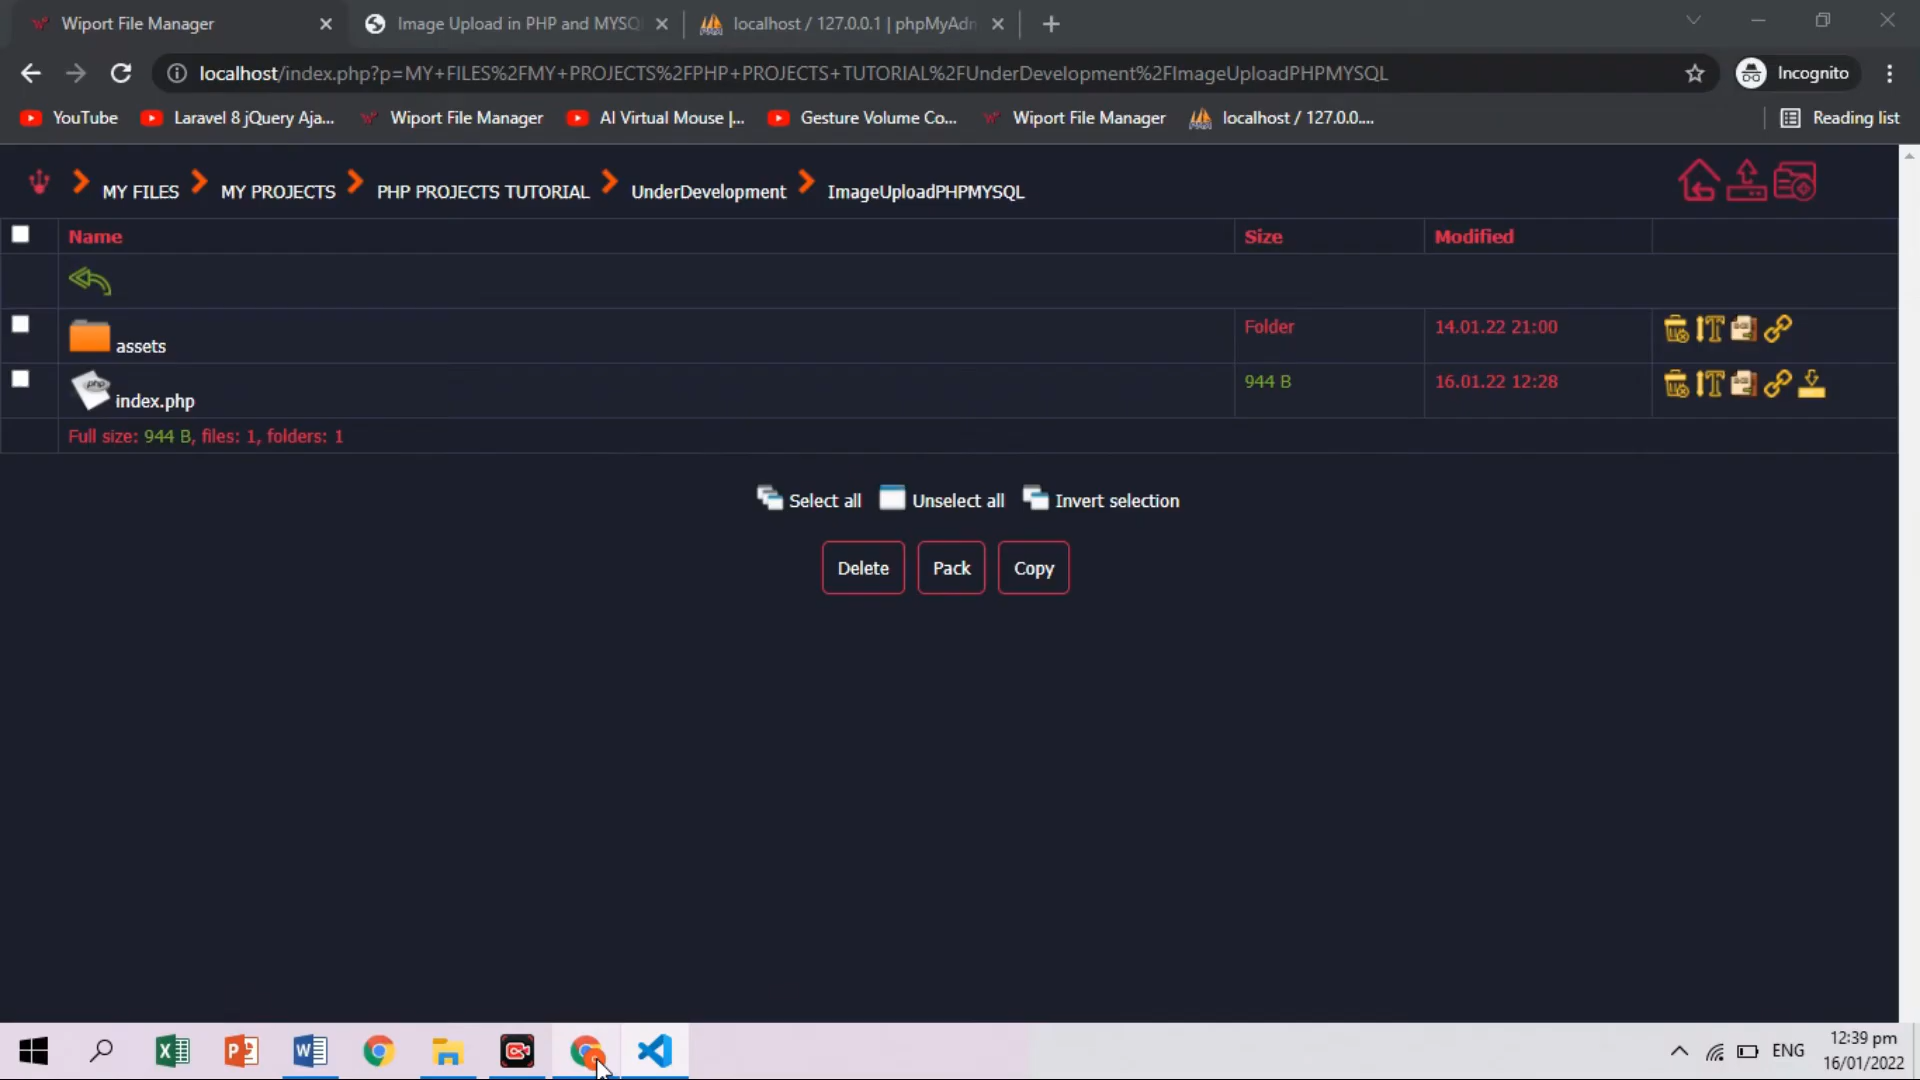 Wiport File Manager
Image Upload in PHP and MYSQ
localhost / 127.0.0.1 | phpMyAdn
localhost/index.php?p=MY+FILES%2FMY+PROJECTS%2FPHP+PROJECTS+TUTORIAL%2FUnderDevelopment%2FImageUploadPHPMYSQL
Incognito
YouTube
Laravel 8 jQuery Aja...
Wiport File Manager
AI Virtual Mouse |...
Gesture Volume Co...
Wiport File Manager
localhost / 127.0.0....
Reading list
MY FILES MY PROJECTS PHP PROJECTS TUTORIAL UnderDevelopment ImageUploadPHPMYSQL
Name Size Modified
assets Folder 14.01.22 21:00
php
index.php 944 B 16.01.22 12:28
Full size: 944 B, files: 1, folders: 1
Select all Unselect all Invert selection
Delete Pack Copy
ENG
12:39 pm
16/01/2022